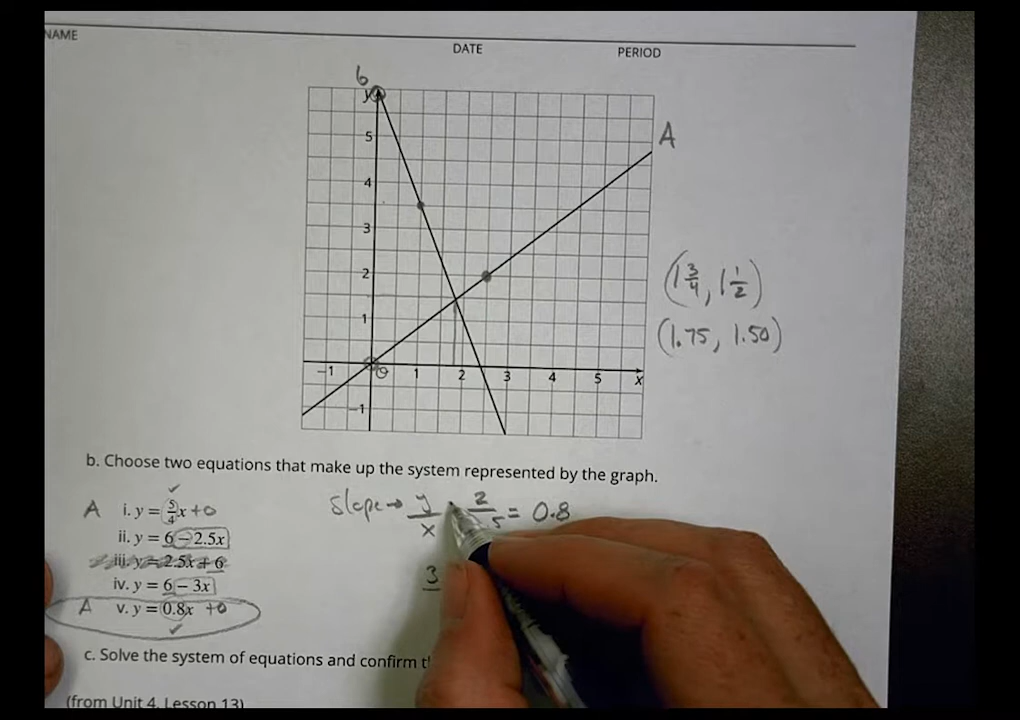 NAME
DATE
PERIOD
6
y
A
5
4
3
2
1
-1 O 1 2 3 4 5 x
-1
(1 3/4, 1 1/2)
(1.75, 1.50)
b. Choose two equations that make up the system represented by the graph.
slope → y/x 2/ 5 = 0.8
A i. y = 5/4 x + 0
ii. y = 6 − 2.5x
iii. y = 2.5x + 6
iv. y = 6 − 3x
3
A v. y = 0.8x + 0
c. Solve the system of equations and confirm
(from Unit 4, Lesson 13)